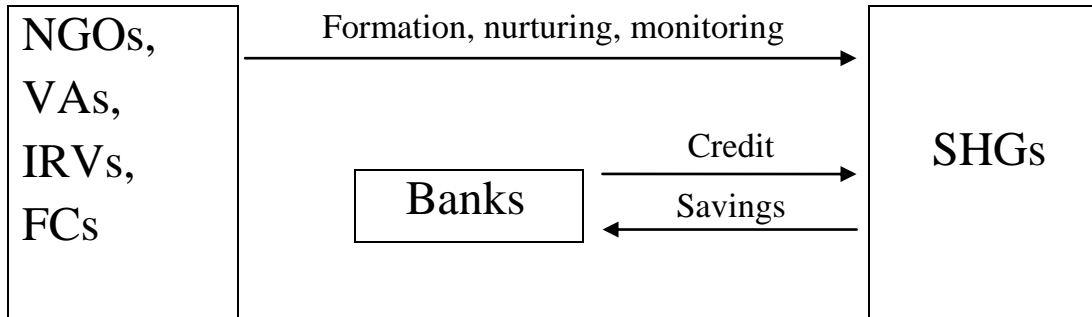 NGOs,
VAs,
IRVs,
FCs
Formation, nurturing, monitoring
Banks
Credit
Savings
SHGs